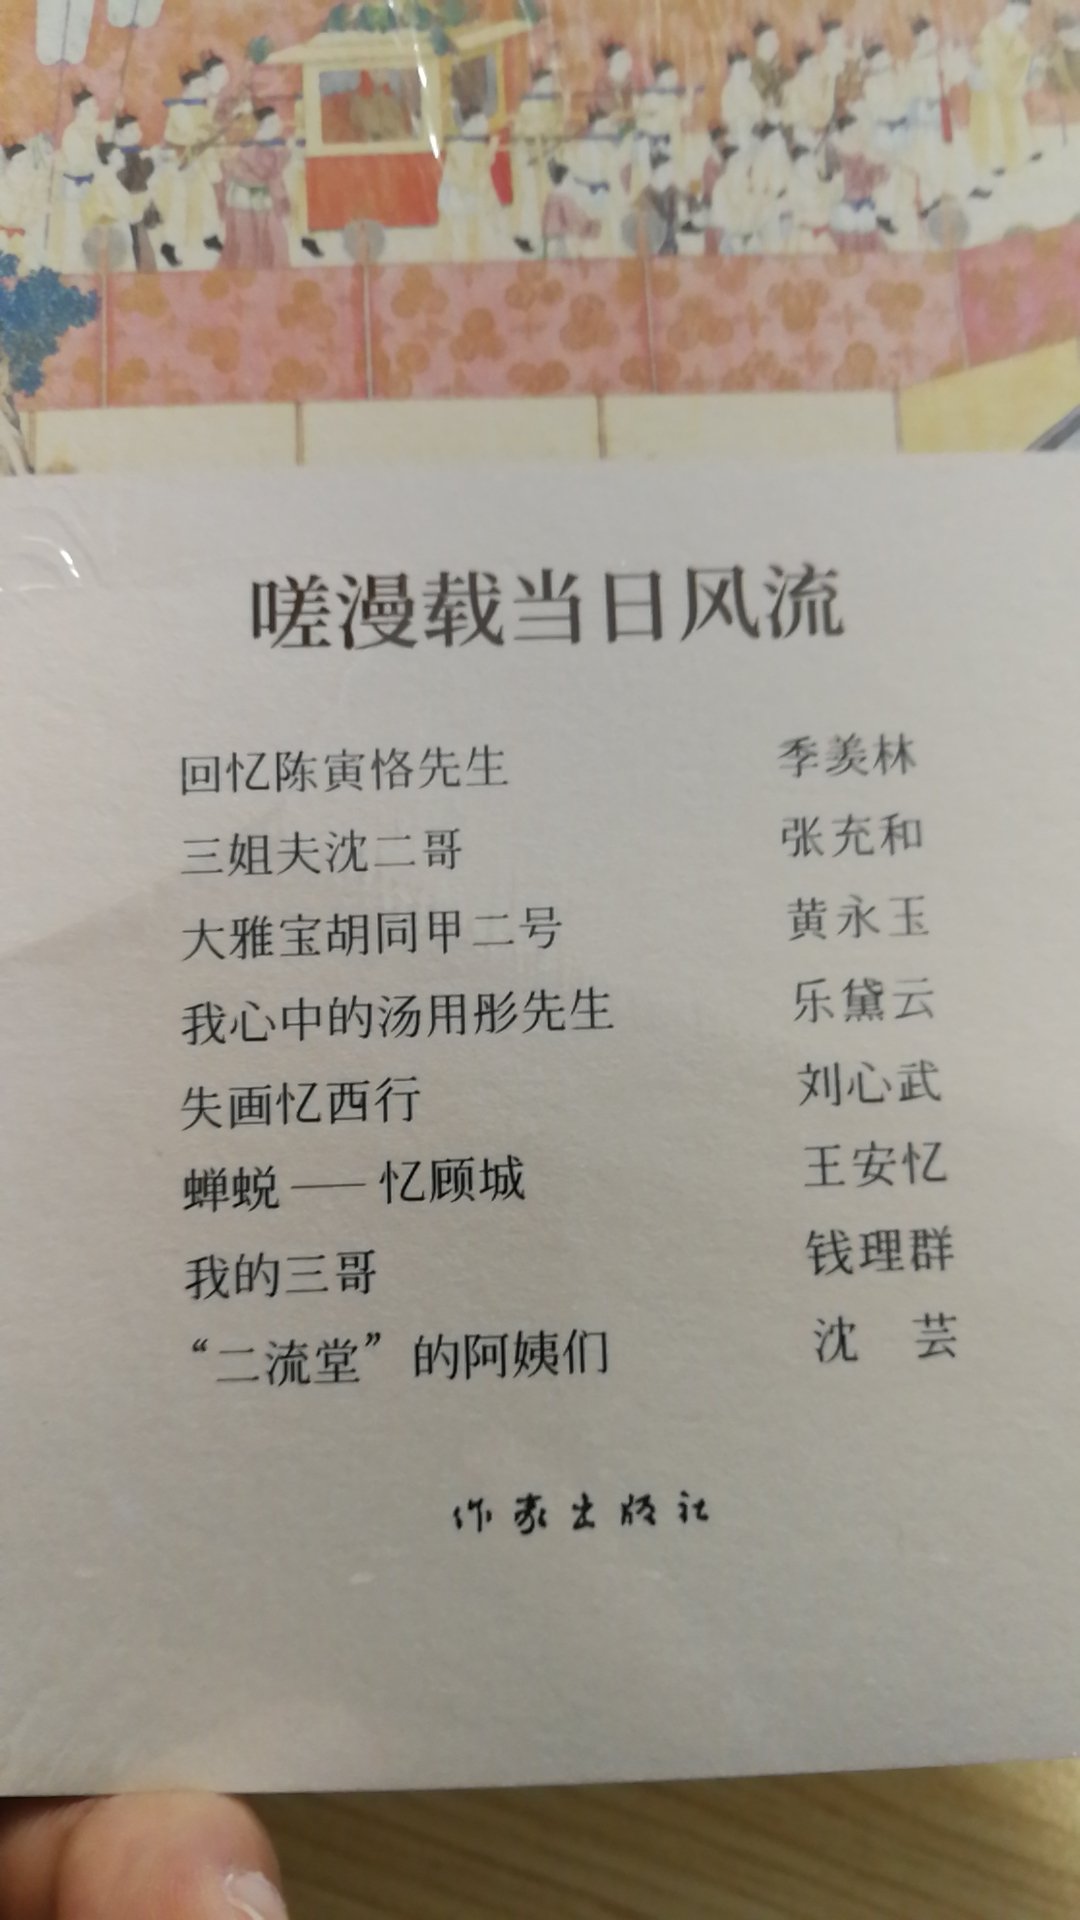 嗟漫载当日风流
回忆陈寅恪先生 季羡林
三姐夫沈二哥 张充和
大雅宝胡同甲二号 黄永玉
我心中的汤用彤先生 乐黛云
失画忆西行 刘心武
蝉蜕——忆顾城 王安忆
我的三哥 钱理群
“二流堂”的阿姨们 沈 芸
作家出版社